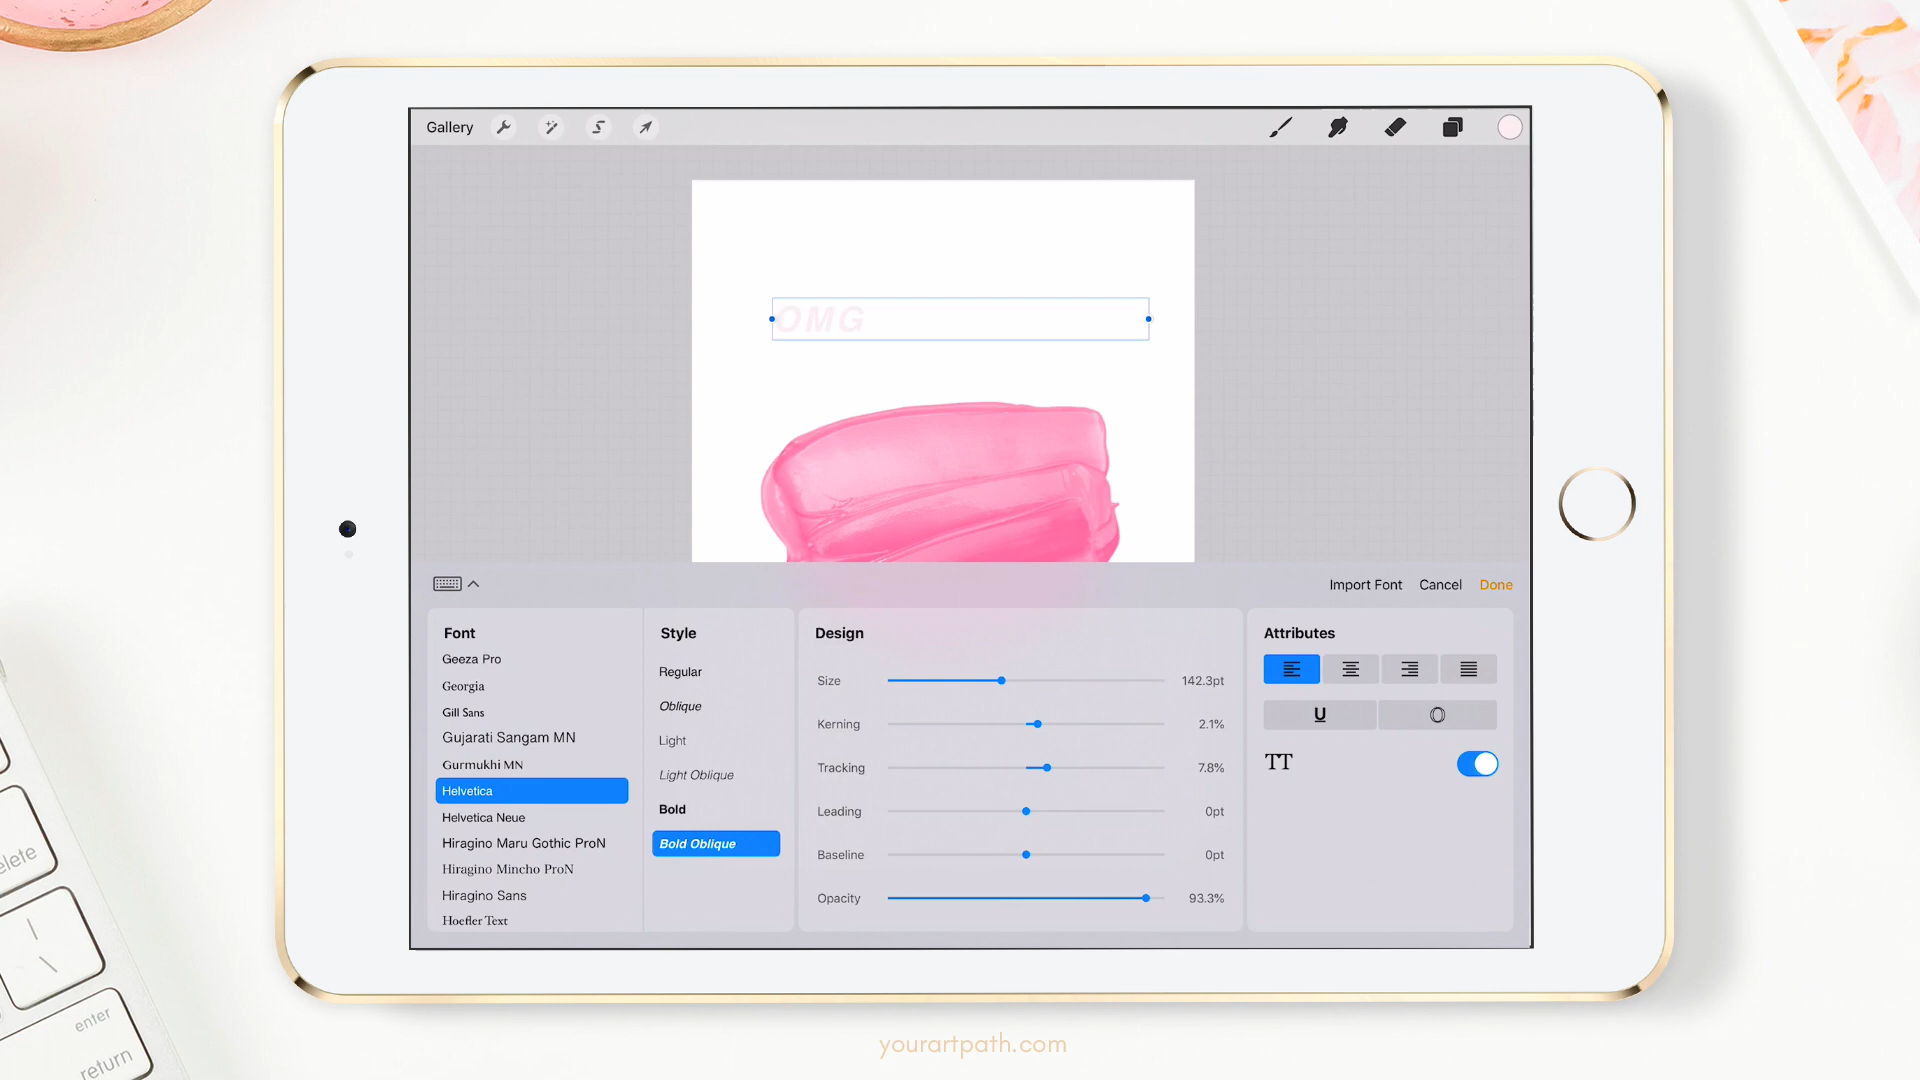 Gallery
OMG
Import Font Cancel Done
Font
Geeza Pro
Georgia
Gill Sans
Gujarati Sangam MN
Gurmukhi MN
Helvetica
Helvetica Neue
Hiragino Maru Gothic ProN
Hiragino Mincho ProN
Hiragino Sans
Hoefler Text
Style
Regular
Oblique
Light
Light Oblique
Bold
Bold Oblique
Design
Size 142.3pt
Kerning 2.1%
Tracking 7.8%
Leading 0pt
Baseline 0pt
Opacity 93.3%
Attributes
U O
TT
elete
enter
return
yourartpath.com